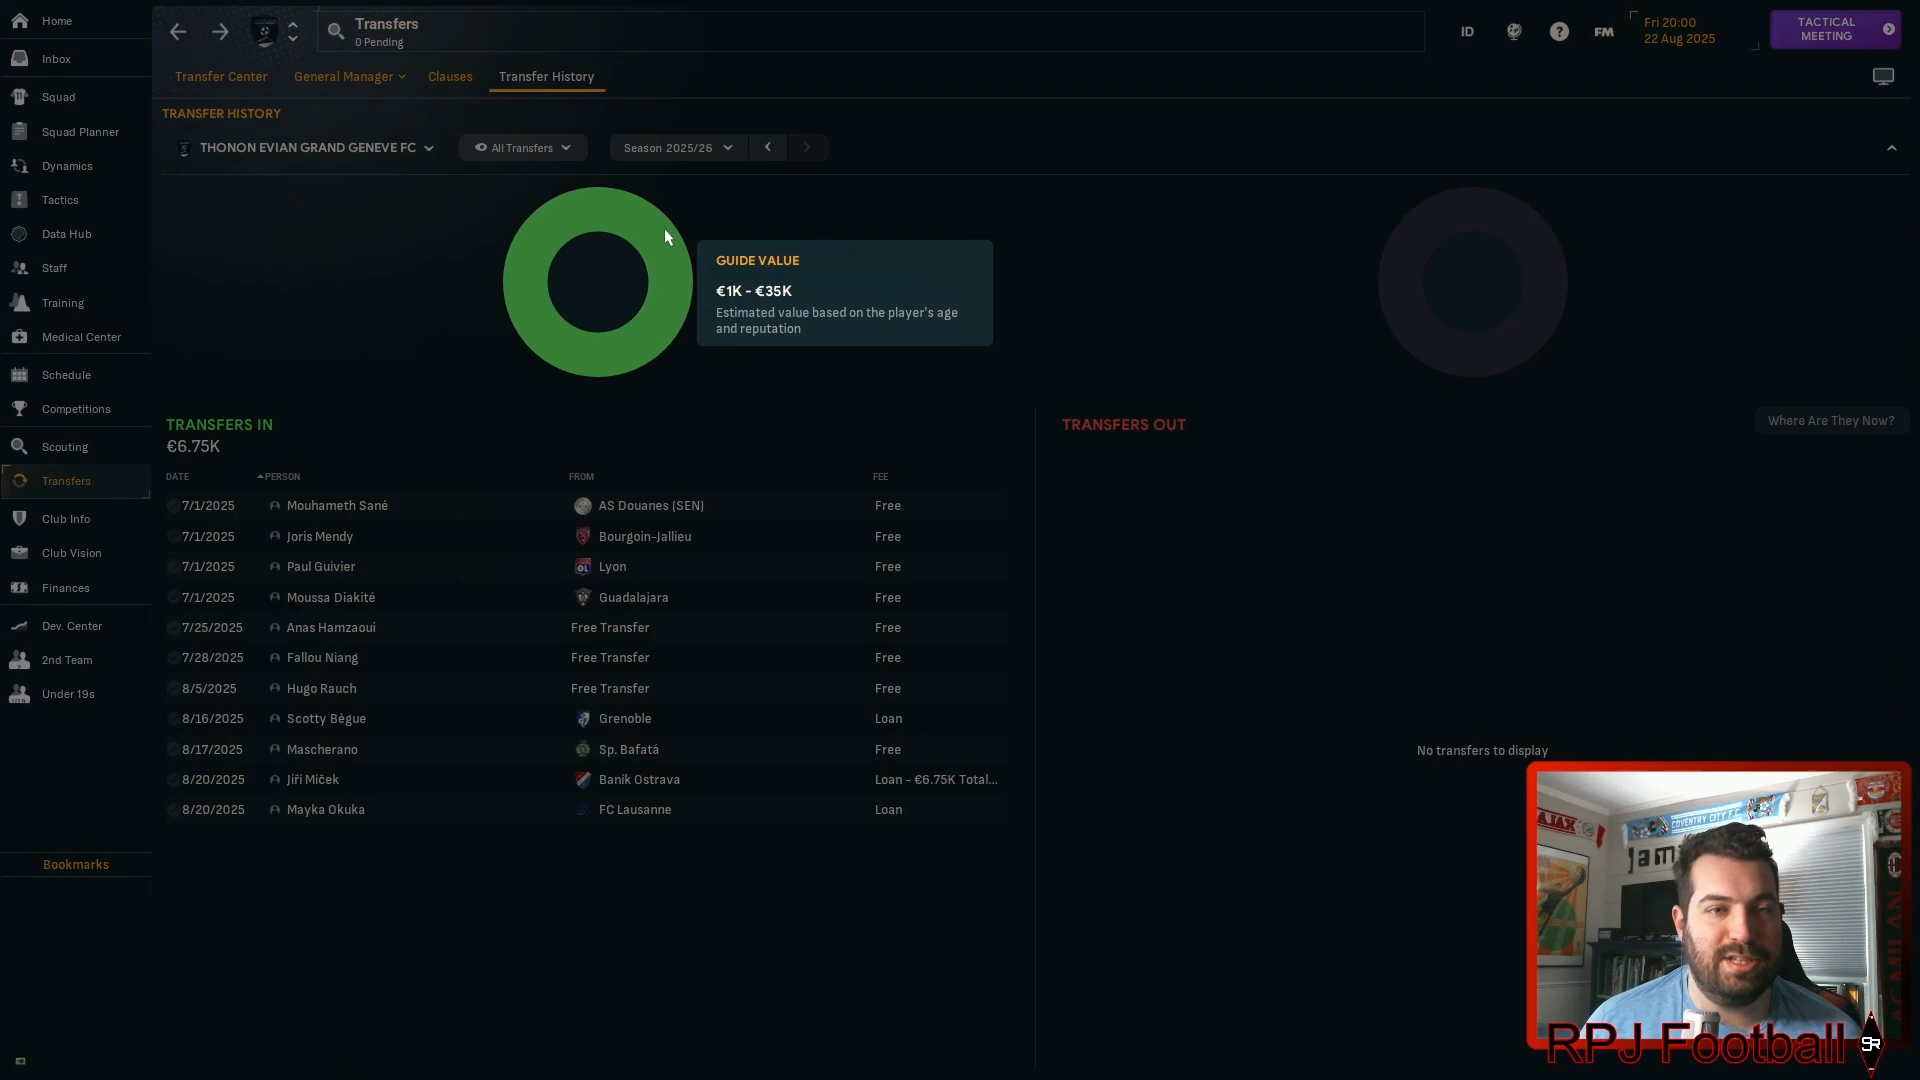 Home
Inbox
Squad
Squad Planner
Dynamics
Tactics
Data Hub
Staff
Training
Medical Center
Schedule
Competitions
Scouting
Transfers
Club Info
Club Vision
Finances
Dev. Center
2nd Team
Under 19s
Bookmarks
Transfers
0 Pending
ID
?
FM
Fri 20:00
22 Aug 2025
TACTICAL
MEETING
Transfer Center
General Manager
Clauses
Transfer History
TRANSFER HISTORY
THONON EVIAN GRAND GENEVE FC
All Transfers
Season 2025/26
GUIDE VALUE
€1K - €35K
Estimated value based on the player's age
and reputation
TRANSFERS IN
€6.75K
DATE PERSON FROM FEE
7/1/2025 Mouhameth Sané AS Douanes (SEN) Free
7/1/2025 Joris Mendy Bourgoin-Jallieu Free
7/1/2025 Paul Guivier Lyon Free
7/1/2025 Moussa Diakité Guadalajara Free
7/25/2025 Anas Hamzaoui Free Transfer Free
7/28/2025 Fallou Niang Free Transfer Free
8/5/2025 Hugo Rauch Free Transfer Free
8/16/2025 Scotty Bègue Grenoble Loan
8/17/2025 Mascherano Sp. Bafatá Free
8/20/2025 Jiří Míček Baník Ostrava Loan - €6.75K Total...
8/20/2025 Mayka Okuka FC Lausanne Loan
TRANSFERS OUT
Where Are They Now?
No transfers to display
AJAX
COVENTRY CITY F.C.
AC MILAN
RPJ Football
SR